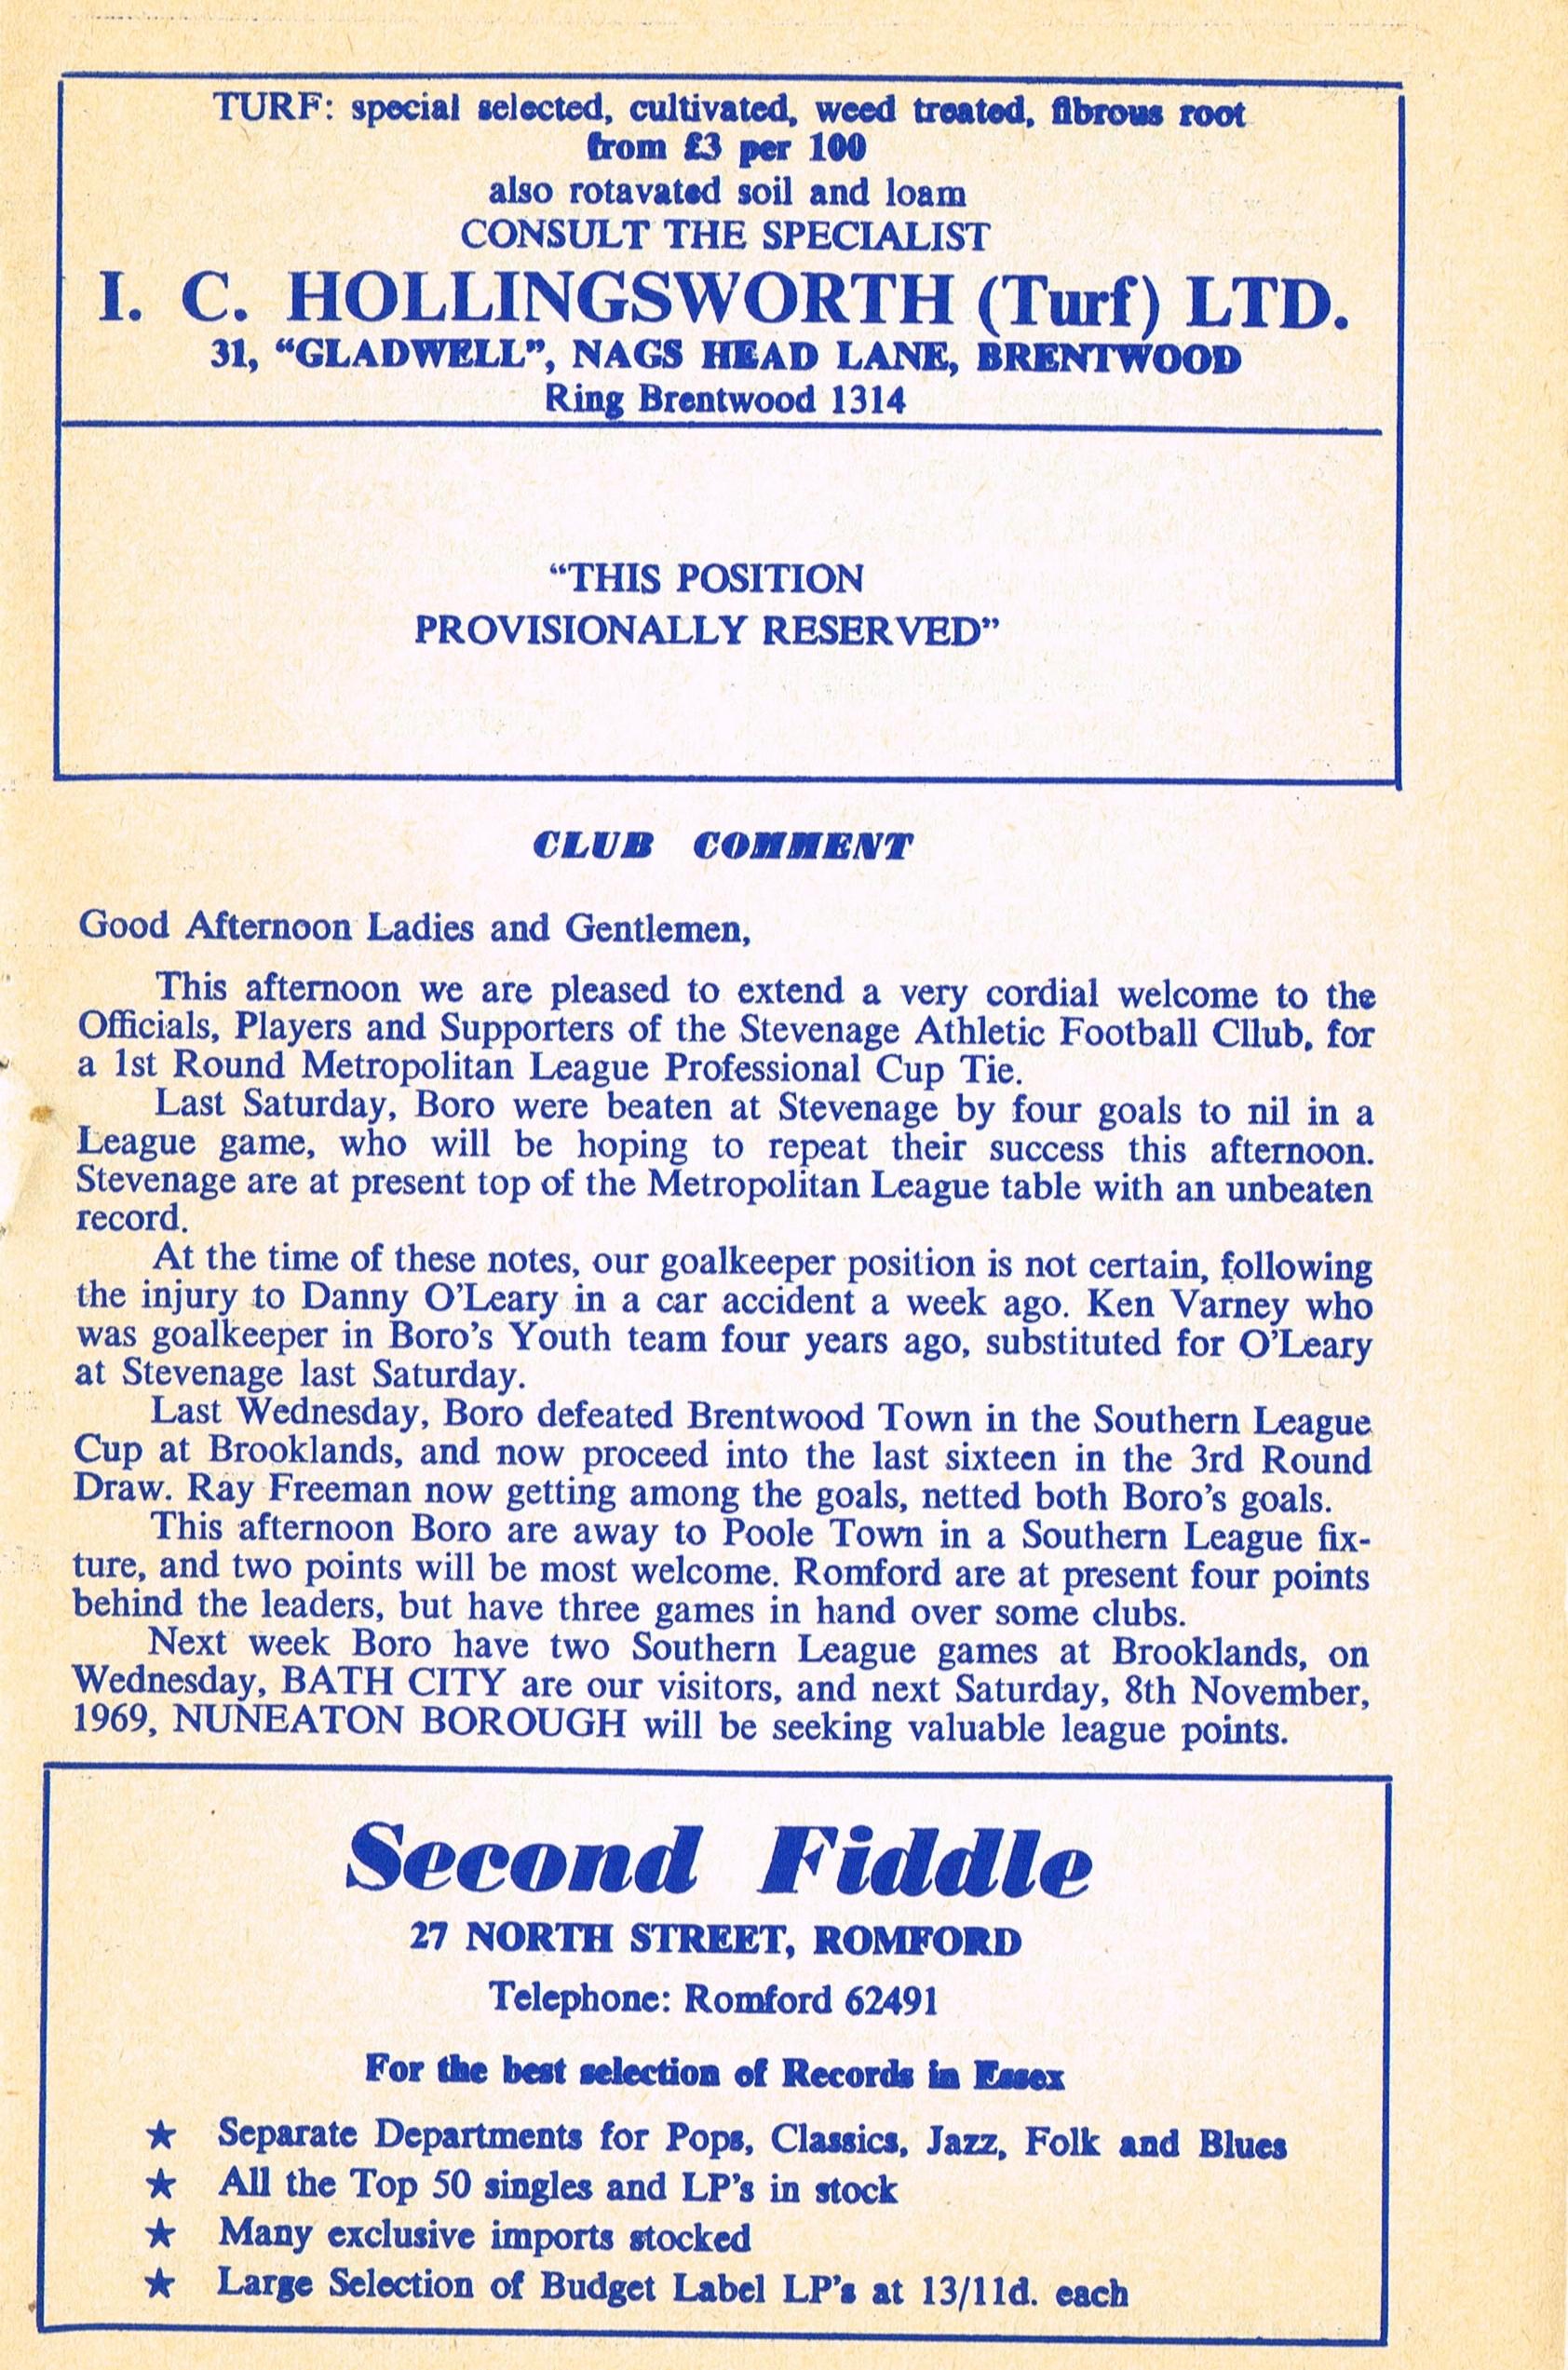 TURF: special selected, cultivated, weed treated, fibrous root
from £3 per 100
also rotavated soil and loam
CONSULT THE SPECIALIST
I. C. HOLLINGSWORTH (Turf) LTD.
31, “GLADWELL”, NAGS HEAD LANE, BRENTWOOD
Ring Brentwood 1314
“THIS POSITION
PROVISIONALLY RESERVED”
CLUB COMMENT
Good Afternoon Ladies and Gentlemen,
This afternoon we are pleased to extend a very cordial welcome to the
Officials, Players and Supporters of the Stevenage Athletic Football Cllub, for
a 1st Round Metropolitan League Professional Cup Tie.
Last Saturday, Boro were beaten at Stevenage by four goals to nil in a
League game, who will be hoping to repeat their success this afternoon.
Stevenage are at present top of the Metropolitan League table with an unbeaten
record.
At the time of these notes, our goalkeeper position is not certain, following
the injury to Danny O’Leary in a car accident a week ago. Ken Varney who
was goalkeeper in Boro’s Youth team four years ago, substituted for O’Leary
at Stevenage last Saturday.
Last Wednesday, Boro defeated Brentwood Town in the Southern League
Cup at Brooklands, and now proceed into the last sixteen in the 3rd Round
Draw. Ray Freeman now getting among the goals, netted both Boro’s goals.
This afternoon Boro are away to Poole Town in a Southern League fix-
ture, and two points will be most welcome. Romford are at present four points
behind the leaders, but have three games in hand over some clubs.
Next week Boro have two Southern League games at Brooklands, on
Wednesday, BATH CITY are our visitors, and next Saturday, 8th November,
1969, NUNEATON BOROUGH will be seeking valuable league points.
Second Fiddle
27 NORTH STREET, ROMFORD
Telephone: Romford 62491
For the best selection of Records in Essex
★ Separate Departments for Pops, Classics, Jazz, Folk and Blues
★ All the Top 50 singles and LP’s in stock
★ Many exclusive imports stocked
★ Large Selection of Budget Label LP’s at 13/11d. each